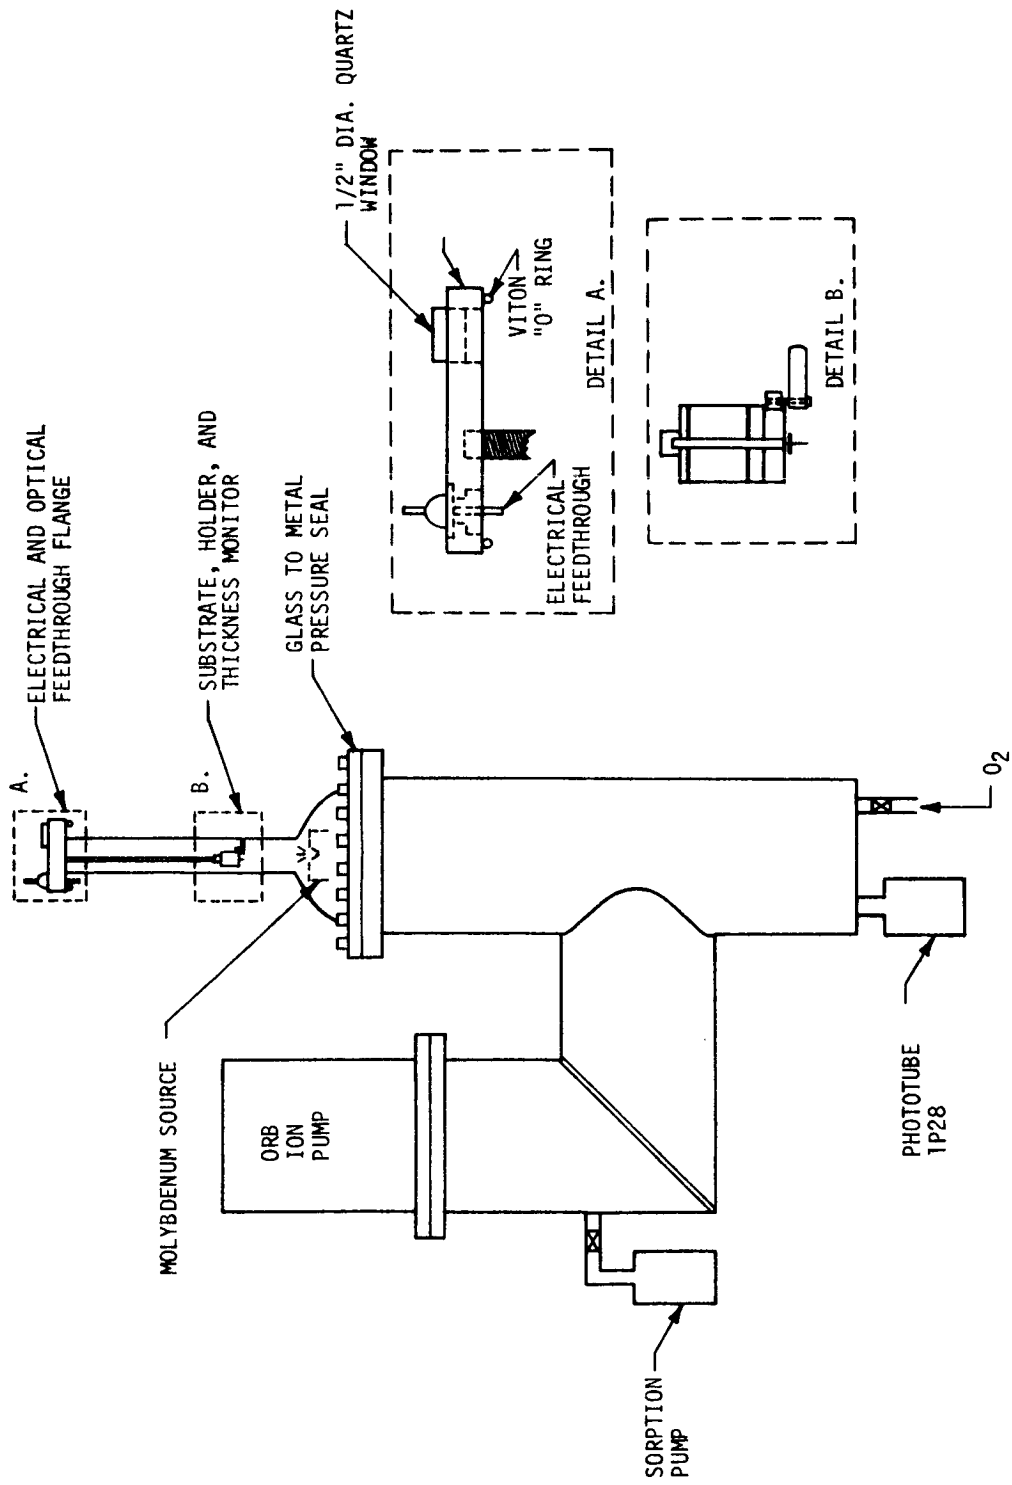 A.
ELECTRICAL AND OPTICAL
FEEDTHROUGH FLANGE
B.
SUBSTRATE, HOLDER, AND
THICKNESS MONITOR
GLASS TO METAL
PRESSURE SEAL
MOLYBDENUM SOURCE
ORB
ION
PUMP
SORPTION
PUMP
PHOTOTUBE
1P28
O2
1/2" DIA. QUARTZ
WINDOW
VITON
"O" RING
ELECTRICAL
FEEDTHROUGH
DETAIL A.
DETAIL B.